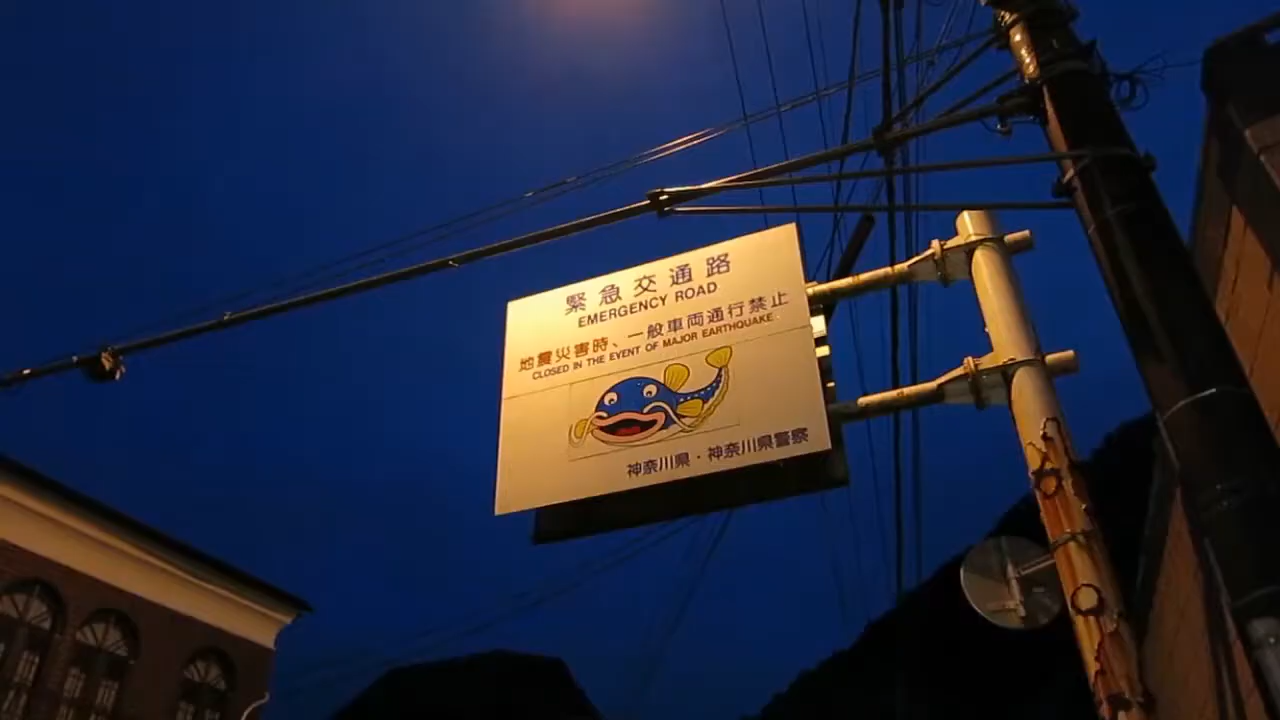 緊急交通路
EMERGENCY ROAD
地震災害時、一般車両通行禁止
CLOSED IN THE EVENT OF MAJOR EARTHQUAKE.
神奈川県・神奈川県警察